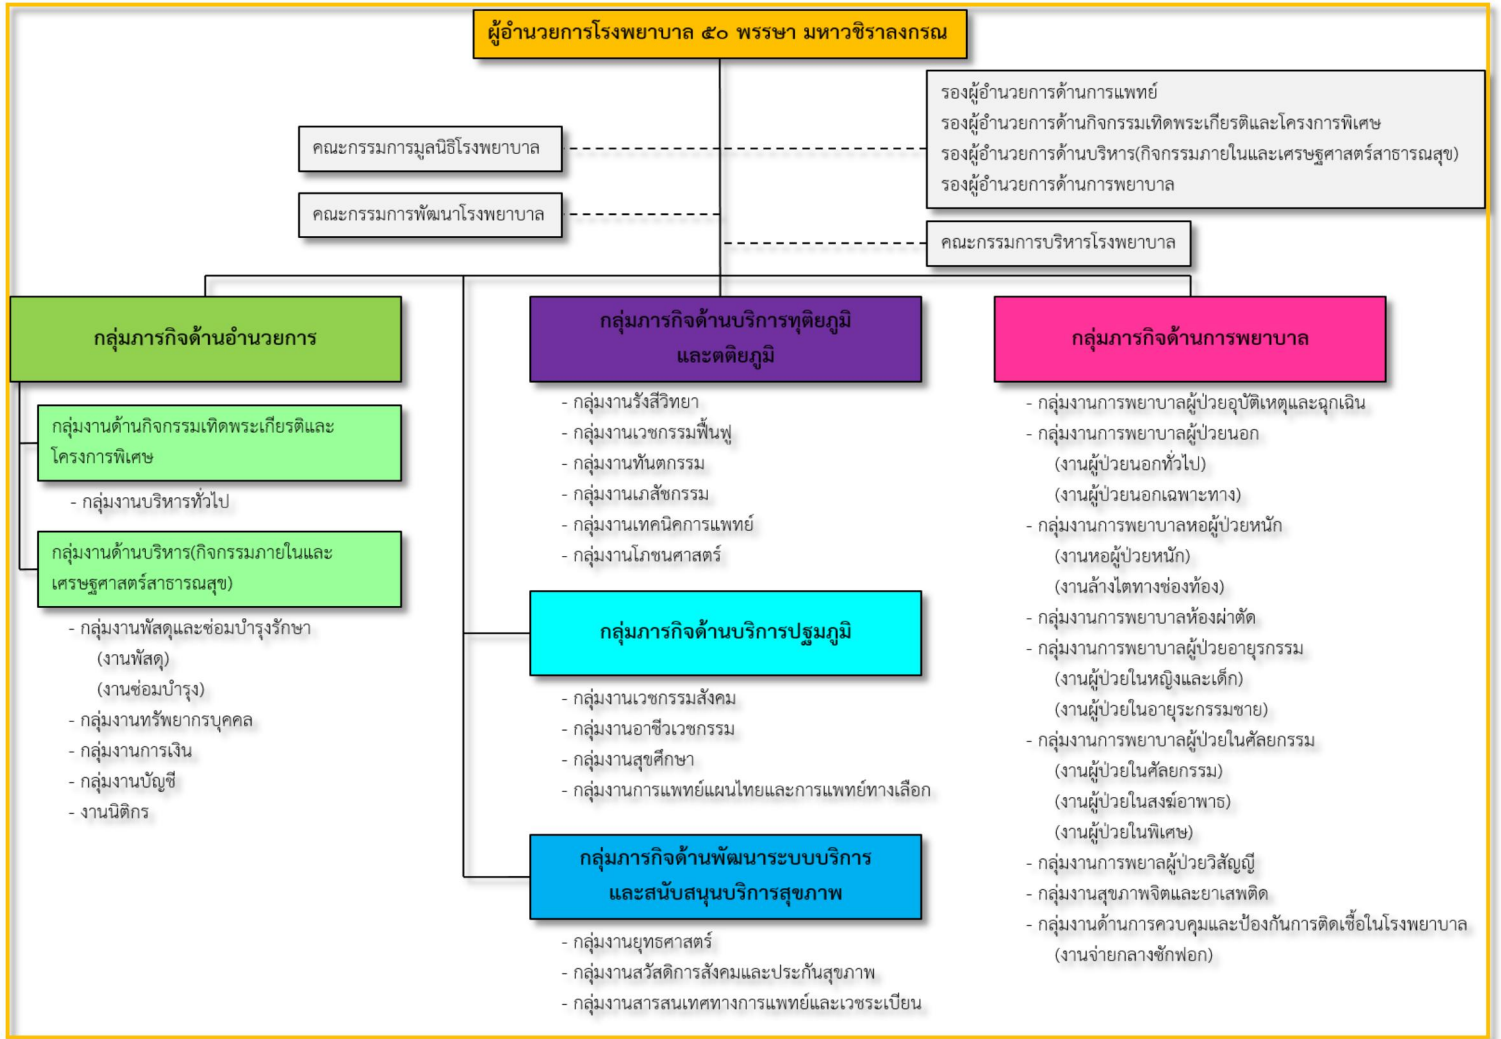 ผู้อำนวยการโรงพยาบาล ๕๐ พรรษา มหาวชิราลงกรณ
รองผู้อำนวยการด้านการแพทย์
รองผู้อำนวยการด้านกิจกรรมเทิดพระเกียรติและโครงการพิเศษ
รองผู้อำนวยการด้านบริหาร(กิจกรรมภายในและเศรษฐศาสตร์สาธารณสุข)
รองผู้อำนวยการด้านการพยาบาล
คณะกรรมการมูลนิธิโรงพยาบาล
คณะกรรมการพัฒนาโรงพยาบาล
คณะกรรมการบริหารโรงพยาบาล
กลุ่มภารกิจด้านอำนวยการ
กลุ่มงานด้านกิจกรรมเทิดพระเกียรติและ
โครงการพิเศษ
- กลุ่มงานบริหารทั่วไป
กลุ่มงานด้านบริหาร(กิจกรรมภายในและ
เศรษฐศาสตร์สาธารณสุข)
- กลุ่มงานพัสดุและซ่อมบำรุงรักษา
(งานพัสดุ)
(งานซ่อมบำรุง)
- กลุ่มงานทรัพยากรบุคคล
- กลุ่มงานการเงิน
- กลุ่มงานบัญชี
- งานนิติกร
กลุ่มภารกิจด้านบริการทุติยภูมิ
และตติยภูมิ
- กลุ่มงานรังสีวิทยา
- กลุ่มงานเวชกรรมฟื้นฟู
- กลุ่มงานทันตกรรม
- กลุ่มงานเภสัชกรรม
- กลุ่มงานเทคนิคการแพทย์
- กลุ่มงานโภชนศาสตร์
กลุ่มภารกิจด้านบริการปฐมภูมิ
- กลุ่มงานเวชกรรมสังคม
- กลุ่มงานอาชีวเวชกรรม
- กลุ่มงานสุขศึกษา
- กลุ่มงานการแพทย์แผนไทยและการแพทย์ทางเลือก
กลุ่มภารกิจด้านพัฒนาระบบบริการ
และสนับสนุนบริการสุขภาพ
- กลุ่มงานยุทธศาสตร์
- กลุ่มงานสวัสดิการสังคมและประกันสุขภาพ
- กลุ่มงานสารสนเทศทางการแพทย์และเวชระเบียน
กลุ่มภารกิจด้านการพยาบาล
- กลุ่มงานการพยาบาลผู้ป่วยอุบัติเหตุและฉุกเฉิน
- กลุ่มงานการพยาบาลผู้ป่วยนอก
(งานผู้ป่วยนอกทั่วไป)
(งานผู้ป่วยนอกเฉพาะทาง)
- กลุ่มงานการพยาบาลหอผู้ป่วยหนัก
(งานหอผู้ป่วยหนัก)
(งานล้างไตทางช่องท้อง)
- กลุ่มงานการพยาบาลห้องผ่าตัด
- กลุ่มงานการพยาบาลผู้ป่วยอายุรกรรม
(งานผู้ป่วยในหญิงและเด็ก)
(งานผู้ป่วยในอายุระกรรมชาย)
- กลุ่มงานการพยาบาลผู้ป่วยในศัลยกรรม
(งานผู้ป่วยในศัลยกรรม)
(งานผู้ป่วยในสงฆ์อาพาธ)
(งานผู้ป่วยในพิเศษ)
- กลุ่มงานการพยาลผู้ป่วยวิสัญญี
- กลุ่มงานสุขภาพจิตและยาเสพติด
- กลุ่มงานด้านการควบคุมและป้องกันการติดเชื้อในโรงพยาบาล
(งานจ่ายกลางซักฟอก)